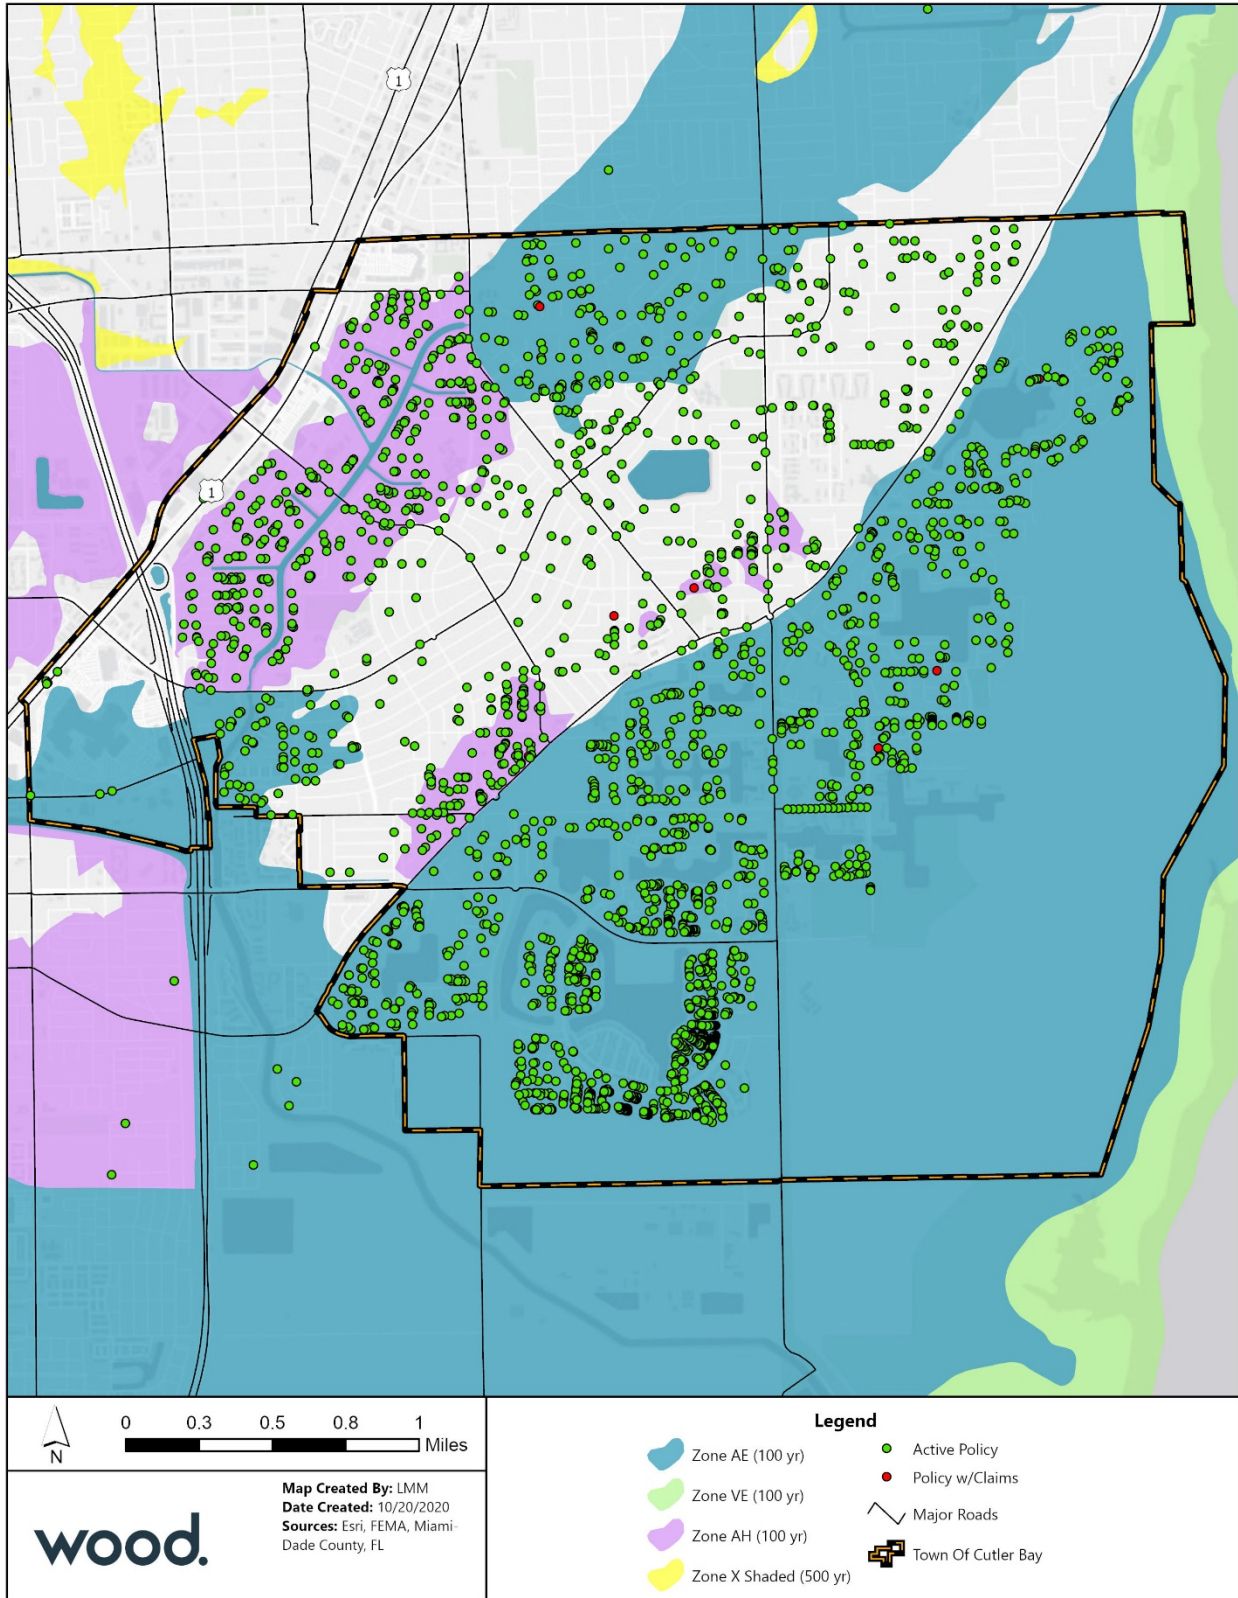 1
1
0 0.3 0.5 0.8 1
Miles
N
Map Created By: LMM
Date Created: 10/20/2020
Sources: Esri, FEMA, Miami-
Dade County, FL
wood.
Legend
Zone AE (100 yr)
Zone VE (100 yr)
Zone AH (100 yr)
Zone X Shaded (500 yr)
Active Policy
Policy w/Claims
Major Roads
Town Of Cutler Bay